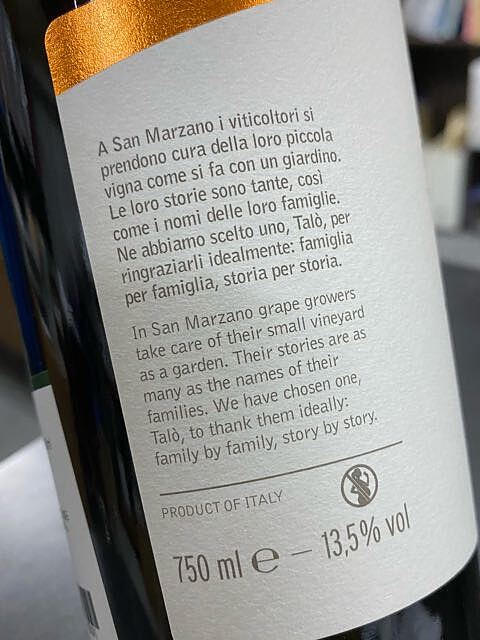 A San Marzano i viticoltori si
prendono cura della loro piccola
vigna come si fa con un giardino.
Le loro storie sono tante, così
come i nomi delle loro famiglie.
Ne abbiamo scelto uno, Talò, per
ringraziarli idealmente: famiglia
per famiglia, storia per storia.
In San Marzano grape growers
take care of their small vineyard
as a garden. Their stories are as
many as the names of their
families. We have chosen one,
Talò, to thank them ideally:
family by family, story by story.
PRODUCT OF ITALY
750 ml ℮ – 13,5% vol